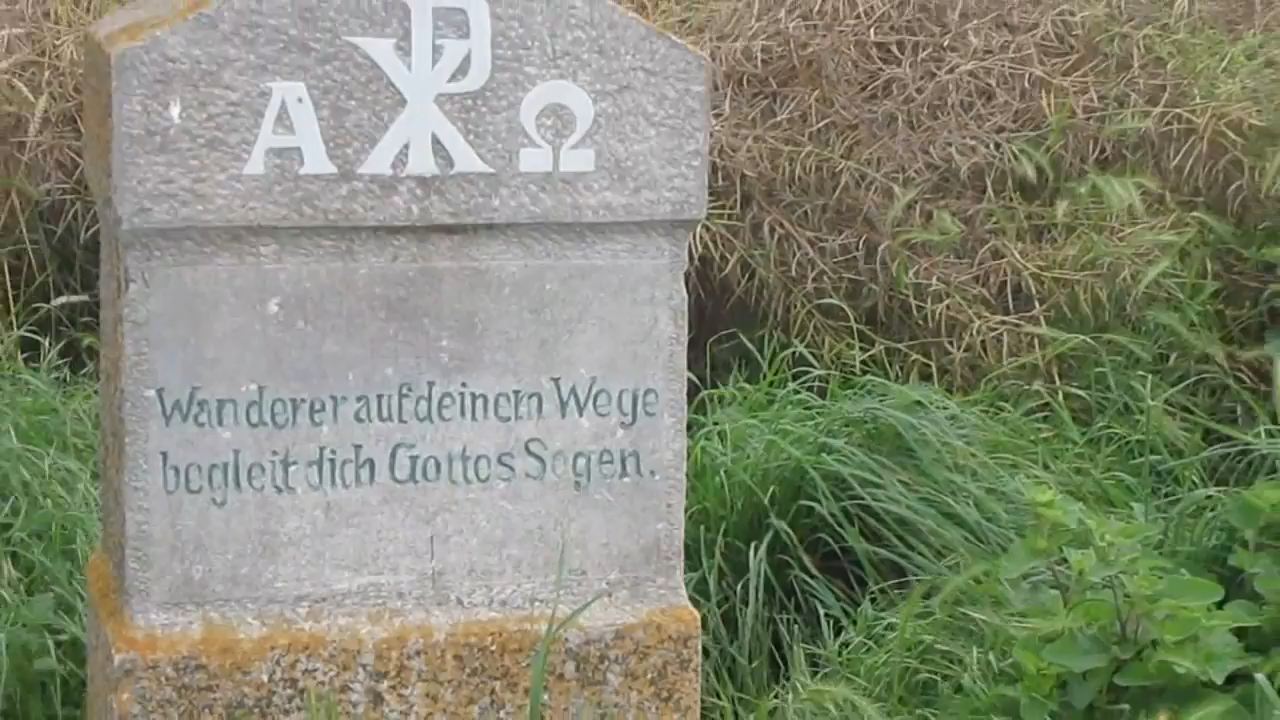 Α☧Ω
Wanderer auf deinem Wege
begleit dich Gottes Segen.